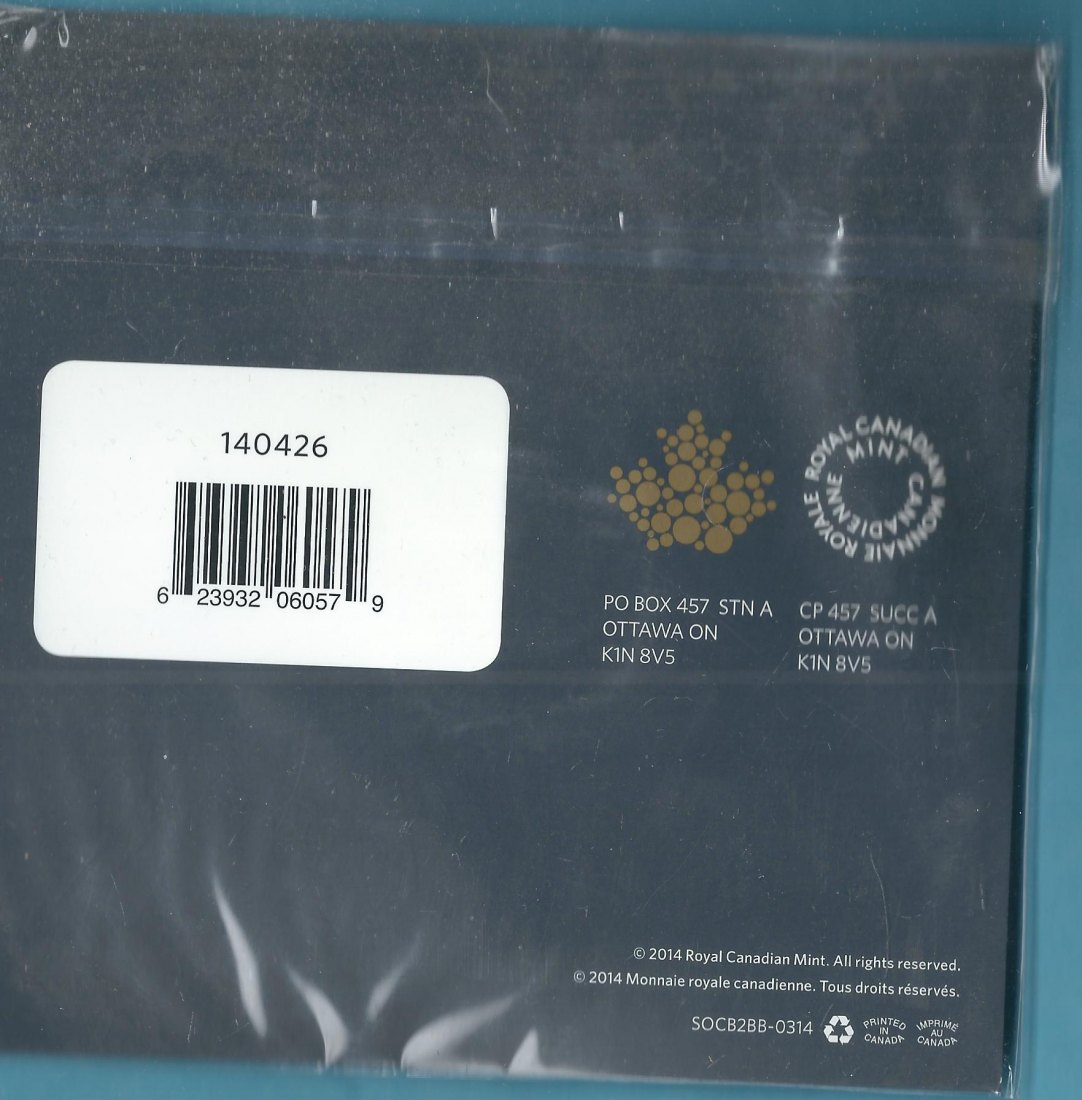 140426
6 23932 06057 9
ROYAL CANADIAN MINT
MONNAIE ROYALE CANADIENNE
PO BOX 457 STN A
OTTAWA ON
K1N 8V5
CP 457 SUCC A
OTTAWA ON
K1N 8V5
© 2014 Royal Canadian Mint. All rights reserved.
© 2014 Monnaie royale canadienne. Tous droits réservés.
SOCB2BB-0314
PRINTED
IN
CANADA
IMPRIMÉ
AU
CANADA